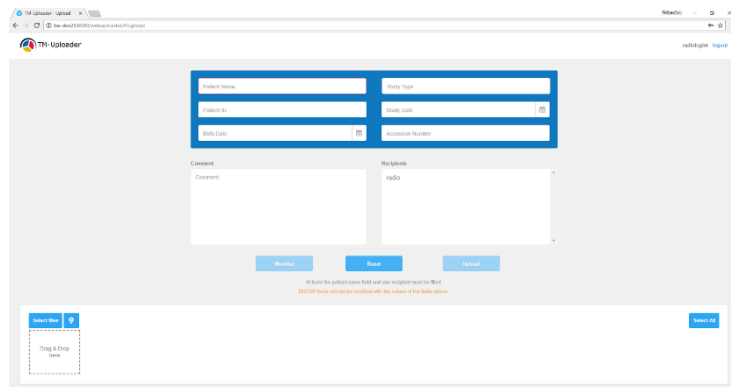 TM-Uploader - Upload
TM-Uploader
radiologist logout
Patient Name
Study Type
Patient ID
Study Date
Birth Date
Accession Number
Comment
Recipients
Comment
radio
Worklist
Reset
Upload
At least the patient name field and one recipient must be filled
DICOM fields will not be modified with the values of the fields above.
Select files
Select All
Drag & Drop
here